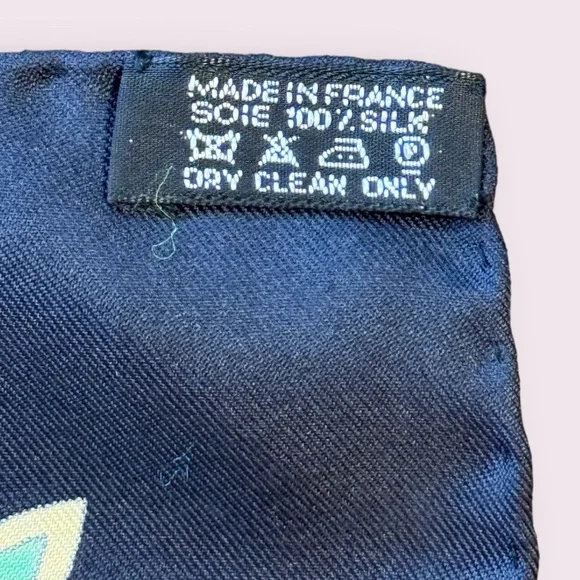 MADE IN FRANCE
SOIE 100% SILK
DRY CLEAN ONLY